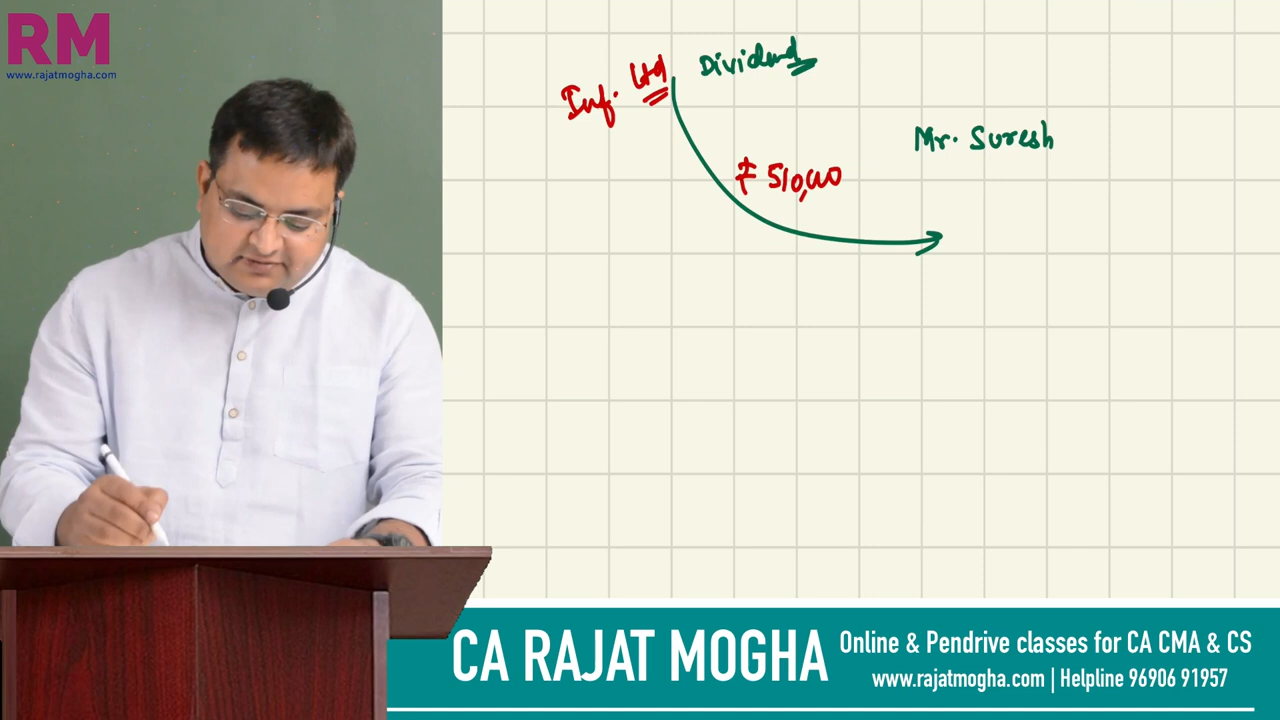 RM
www.rajatmogha.com
Inf. Ltd Dividend
Mr. Suresh
₹ 510,000
CA RAJAT MOGHA
Online & Pendrive classes for CA CMA & CS
www.rajatmogha.com | Helpline 96906 91957